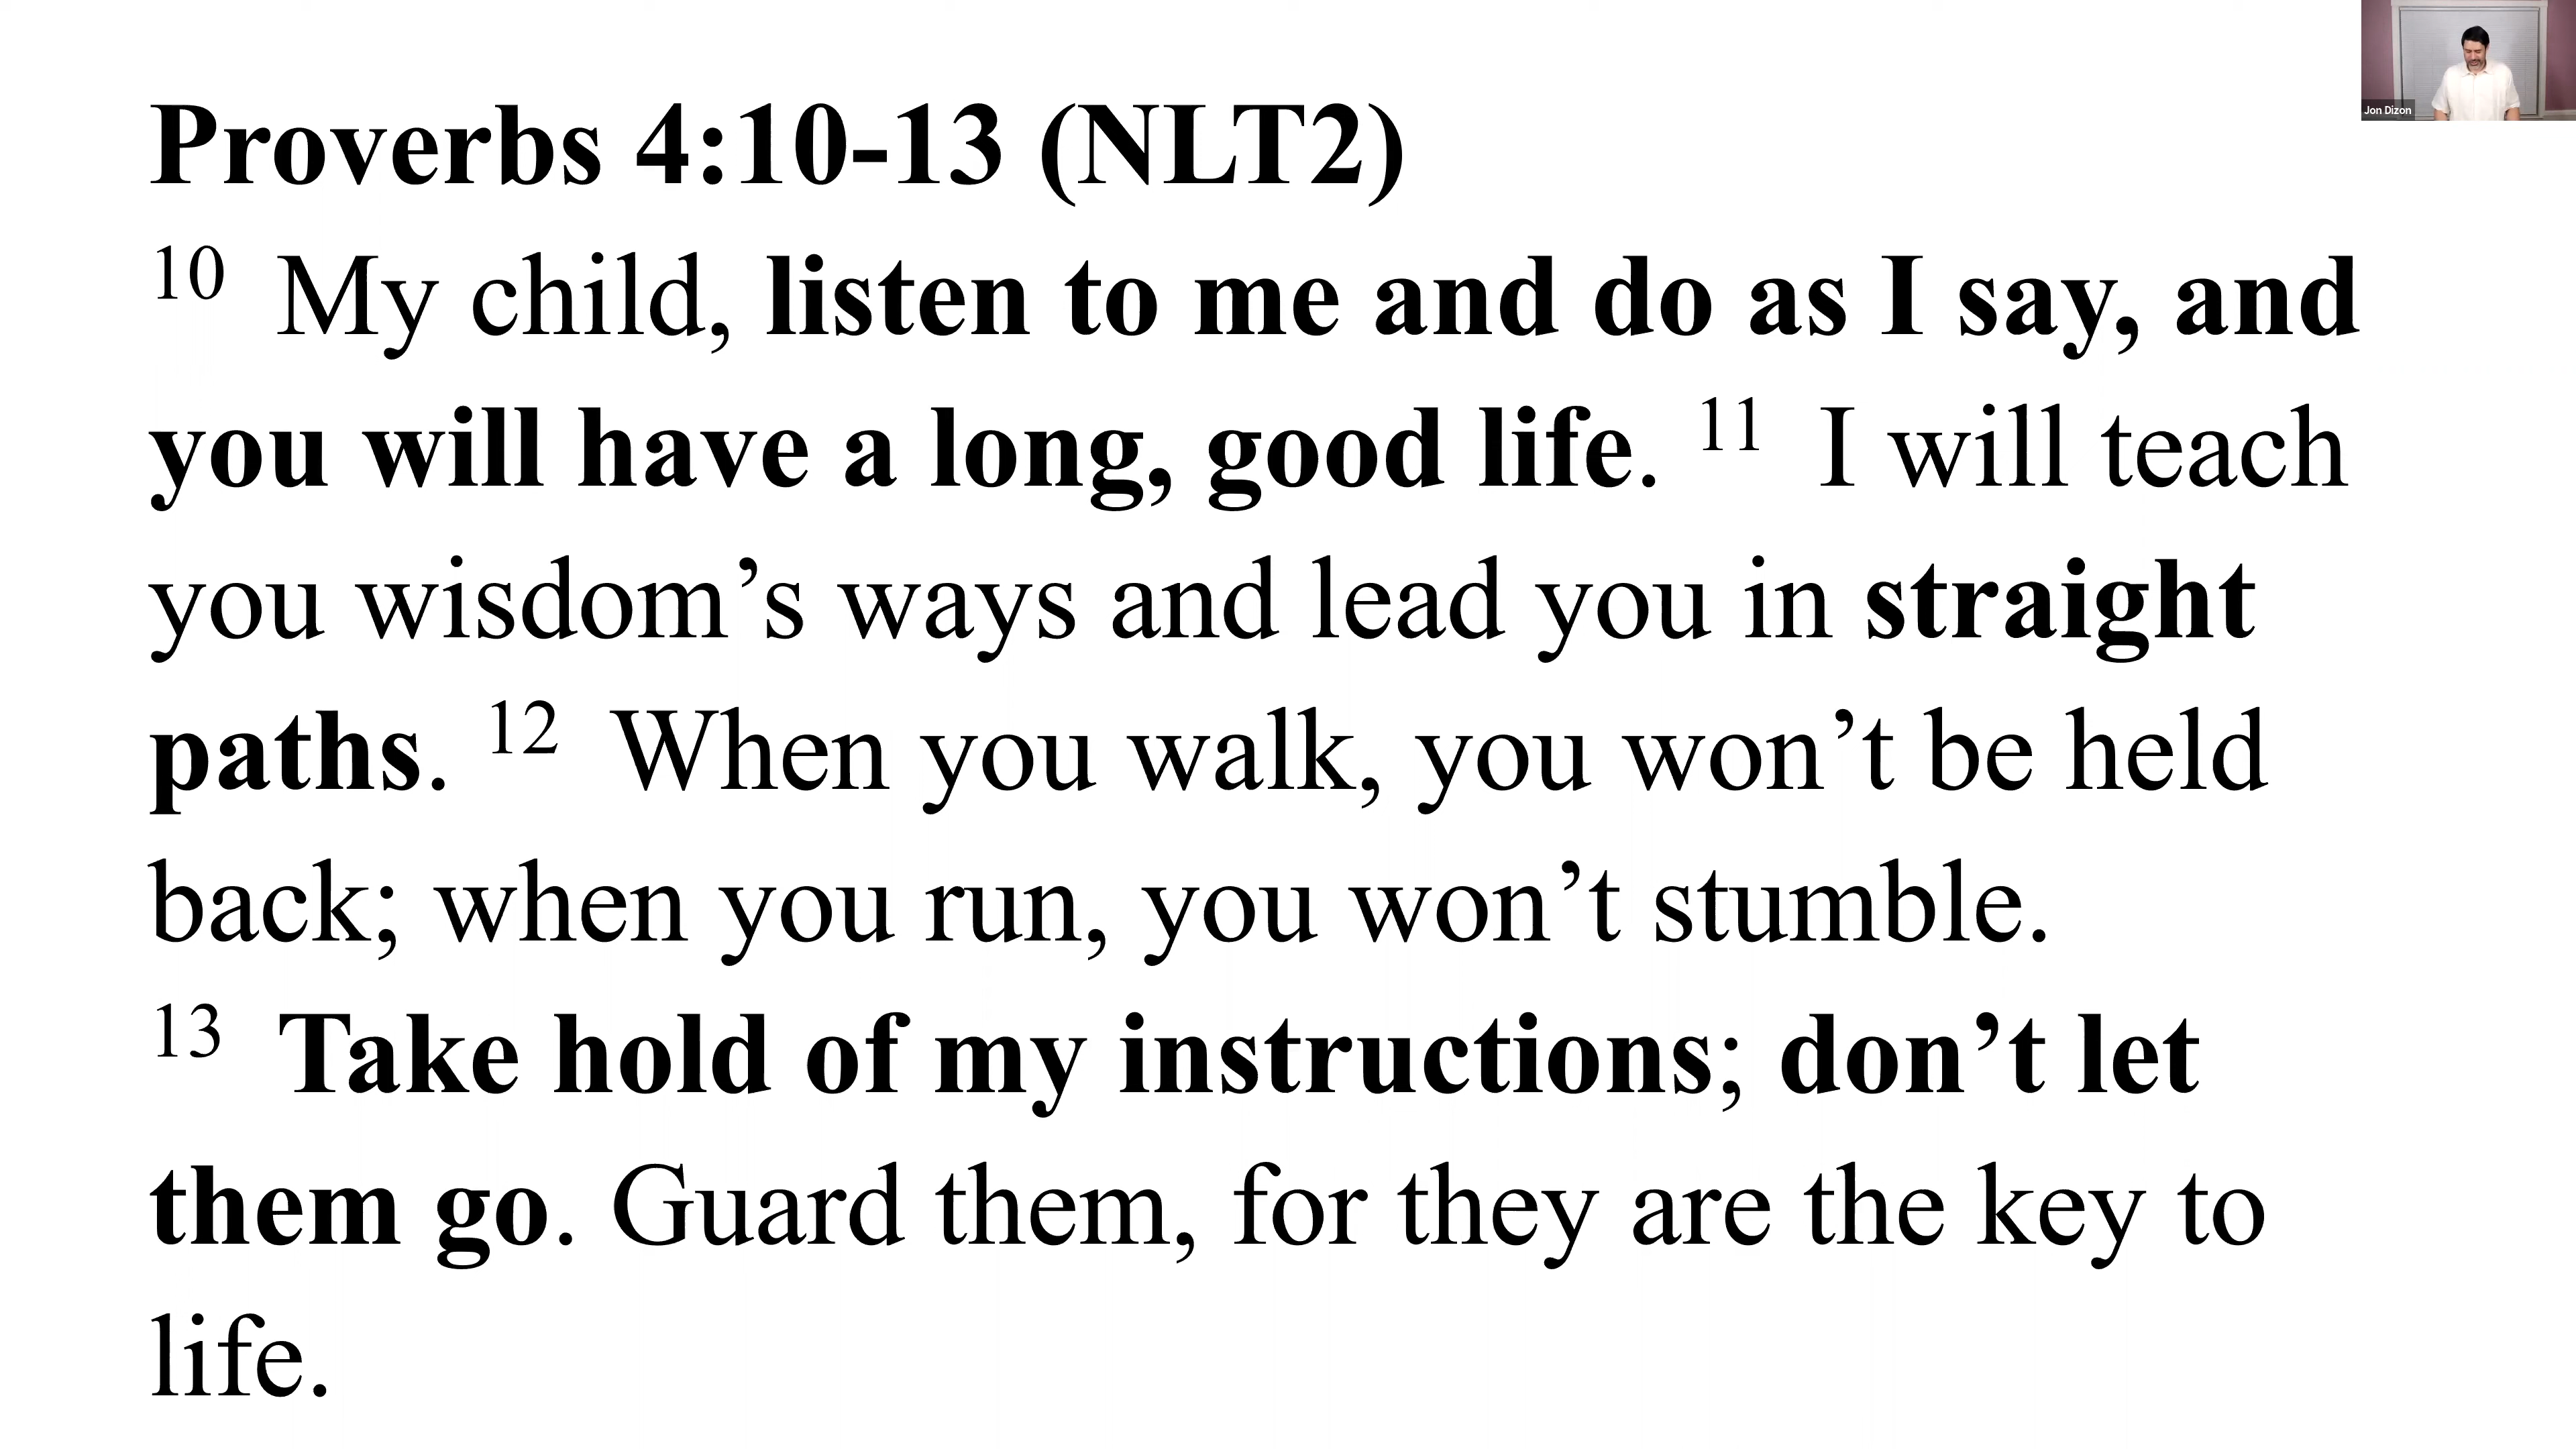 Jon Dizon
Proverbs 4:10-13 (NLT2)
10 My child, listen to me and do as I say, and
you will have a long, good life. 11 I will teach
you wisdom’s ways and lead you in straight
paths. 12 When you walk, you won’t be held
back; when you run, you won’t stumble.
13 Take hold of my instructions; don’t let
them go. Guard them, for they are the key to
life.